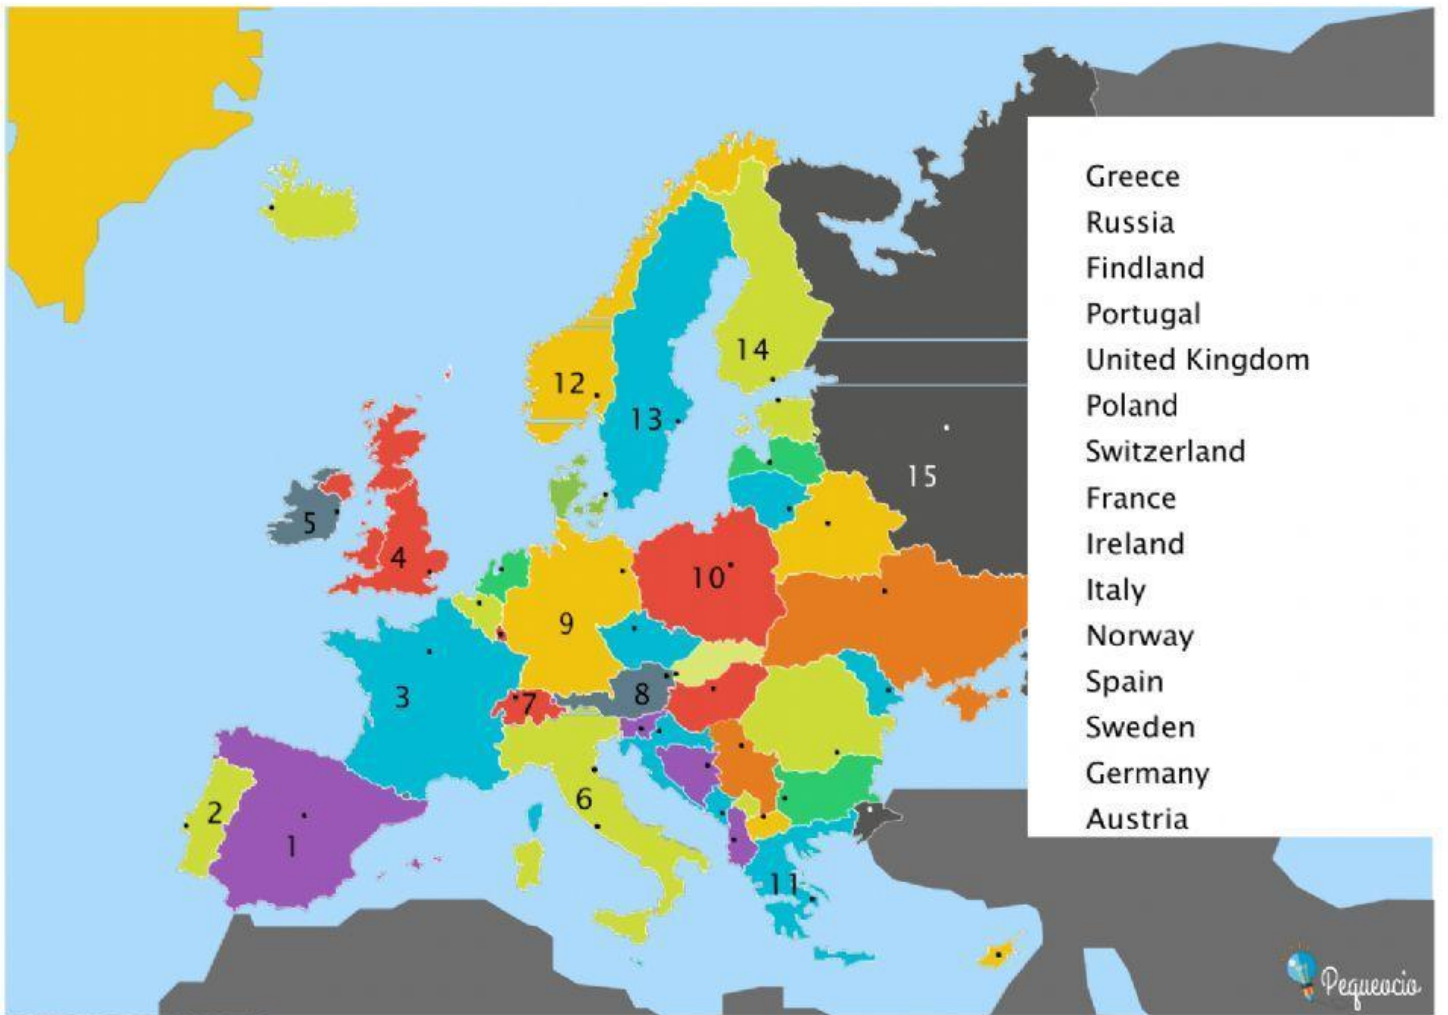 Greece
Russia
Findland
Portugal
United Kingdom
Poland
Switzerland
France
Ireland
Italy
Norway
Spain
Sweden
Germany
Austria
14
12
13
15
5
4
10
9
3
7
8
2
6
1
11
Pequeocio